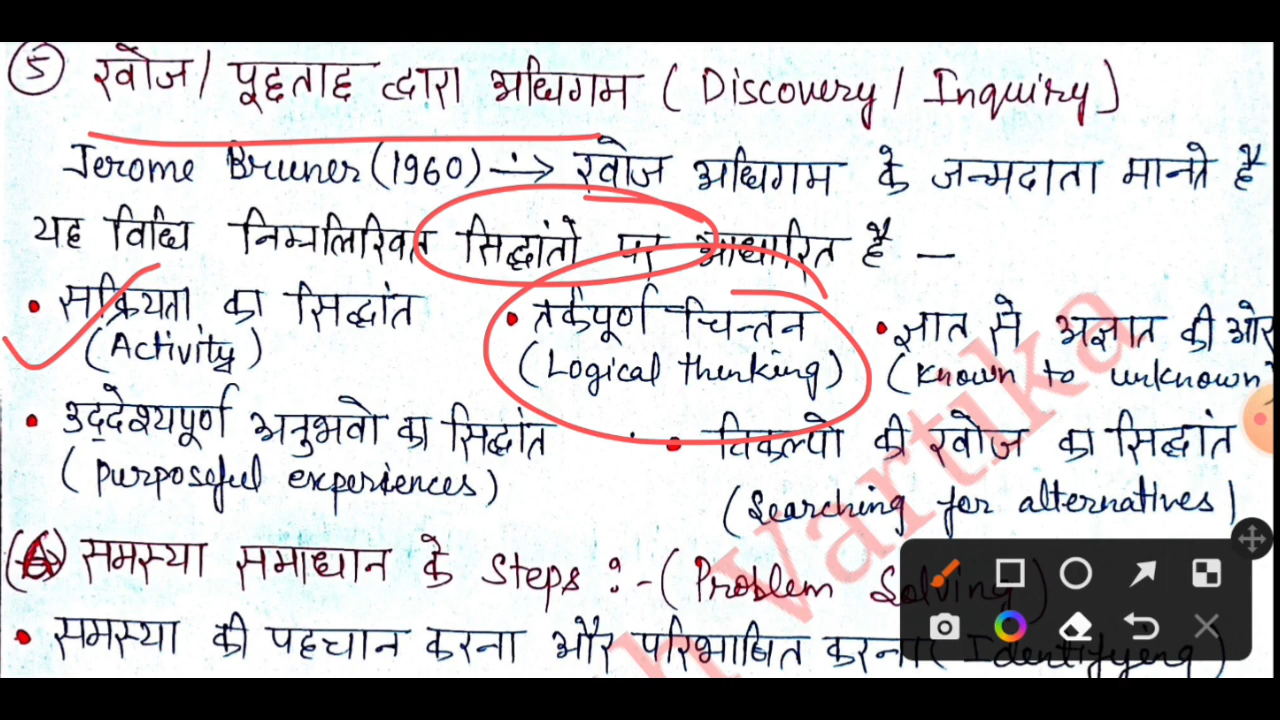 5 खोज/ पूछताछ द्वारा अधिगम ( Discovery / Inquiry )
Jerome Bruner (1960) → खोज अधिगम के जन्मदाता मानते हैं
यह विधि निम्नलिखित सिद्धांतों पर आधारित हैं —
• सक्रियता का सिद्धांत • तर्कपूर्ण चिन्तन • ज्ञात से अज्ञात की ओर
(Activity) (Logical thinking) (known to unknown)
• उद्देश्यपूर्ण अनुभवो का सिद्धांत • विकल्पो की खोज का सिद्धांत
(purposeful experiences) (Searching for alternatives)
(A) समस्या समाधान के Steps :- (Problem Solving)
• समस्या की पहचान करना और परिभाषित करना (Identifying)
Vartika